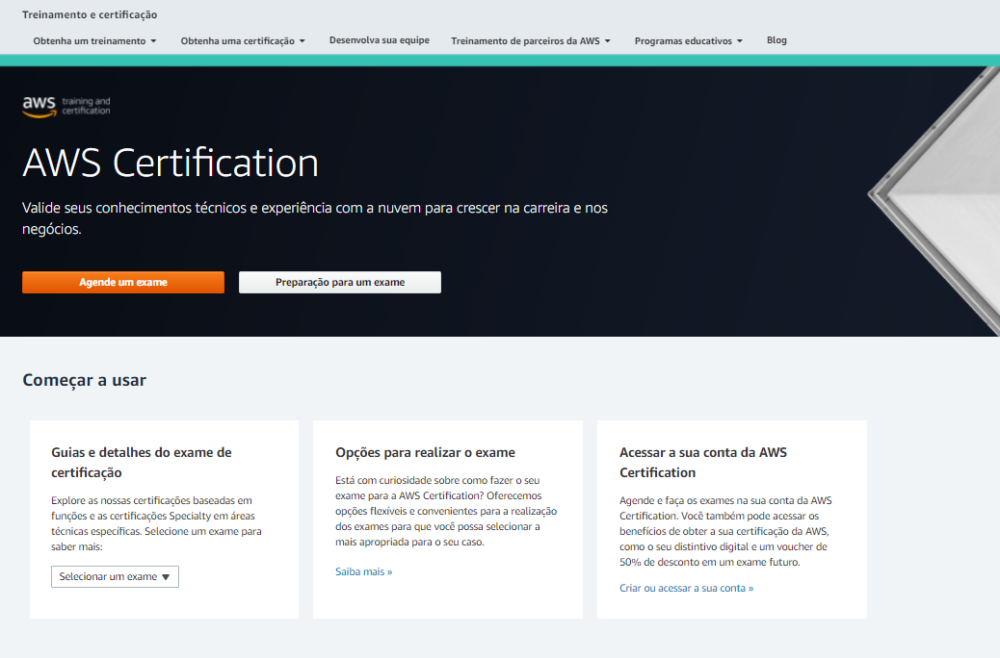 Treinamento e certificação
Obtenha um treinamento
Obtenha uma certificação
Desenvolva sua equipe
Treinamento de parceiros da AWS
Programas educativos
Blog
aws training and
certification
AWS Certification
Valide seus conhecimentos técnicos e experiência com a nuvem para crescer na carreira e nos
negócios.
Agende um exame
Preparação para um exame
Começar a usar
Guias e detalhes do exame de
certificação
Explore as nossas certificações baseadas em
funções e as certificações Specialty em áreas
técnicas específicas. Selecione um exame para
saber mais:
Selecionar um exame
Opções para realizar o exame
Está com curiosidade sobre como fazer o seu
exame para a AWS Certification? Oferecemos
opções flexíveis e convenientes para a realização
dos exames para que você possa selecionar a
mais apropriada para o seu caso.
Saiba mais »
Acessar a sua conta da AWS
Certification
Agende e faça os exames na sua conta da AWS
Certification. Você também pode acessar os
benefícios de obter a sua certificação da AWS,
como o seu distintivo digital e um voucher de
50% de desconto em um exame futuro.
Criar ou acessar a sua conta »